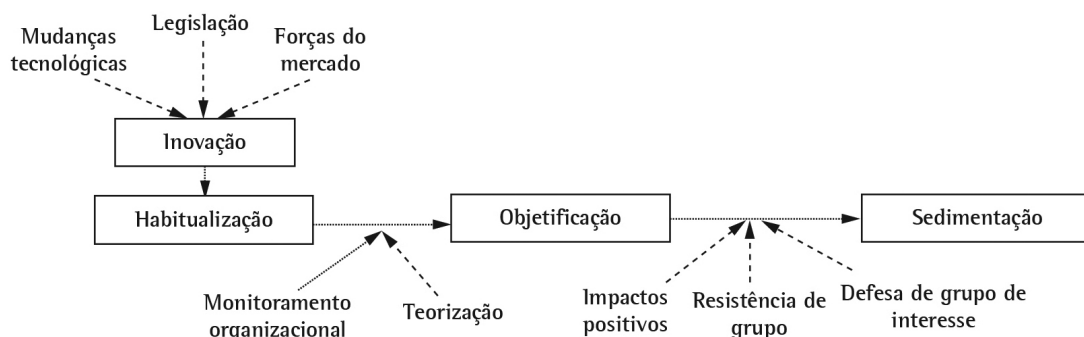 Legislação
Mudanças
tecnológicas
Forças do
mercado
Inovação
Habitualização
Objetificação
Sedimentação
Monitoramento
organizacional
Teorização
Impactos
positivos
Resistência de
grupo
Defesa de grupo de
interesse